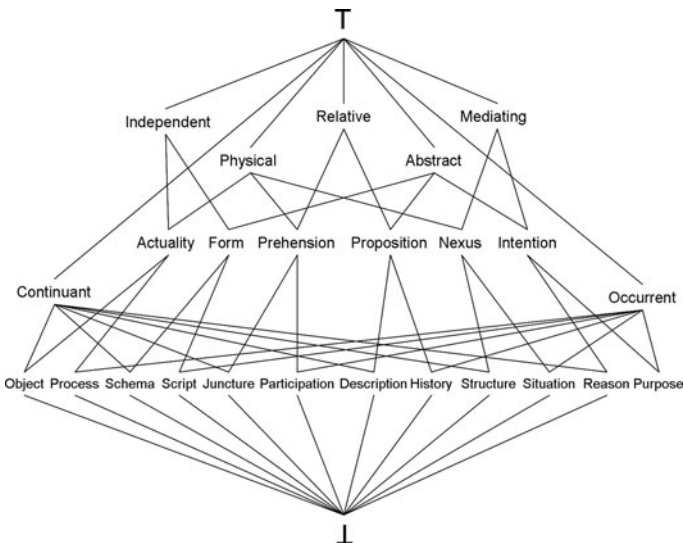 T
Independent Relative Mediating
Physical Abstract
Actuality Form Prehension Proposition Nexus Intention
Continuant Occurrent
Object Process Schema Script Juncture Participation Description History Structure Situation Reason Purpose
⊥